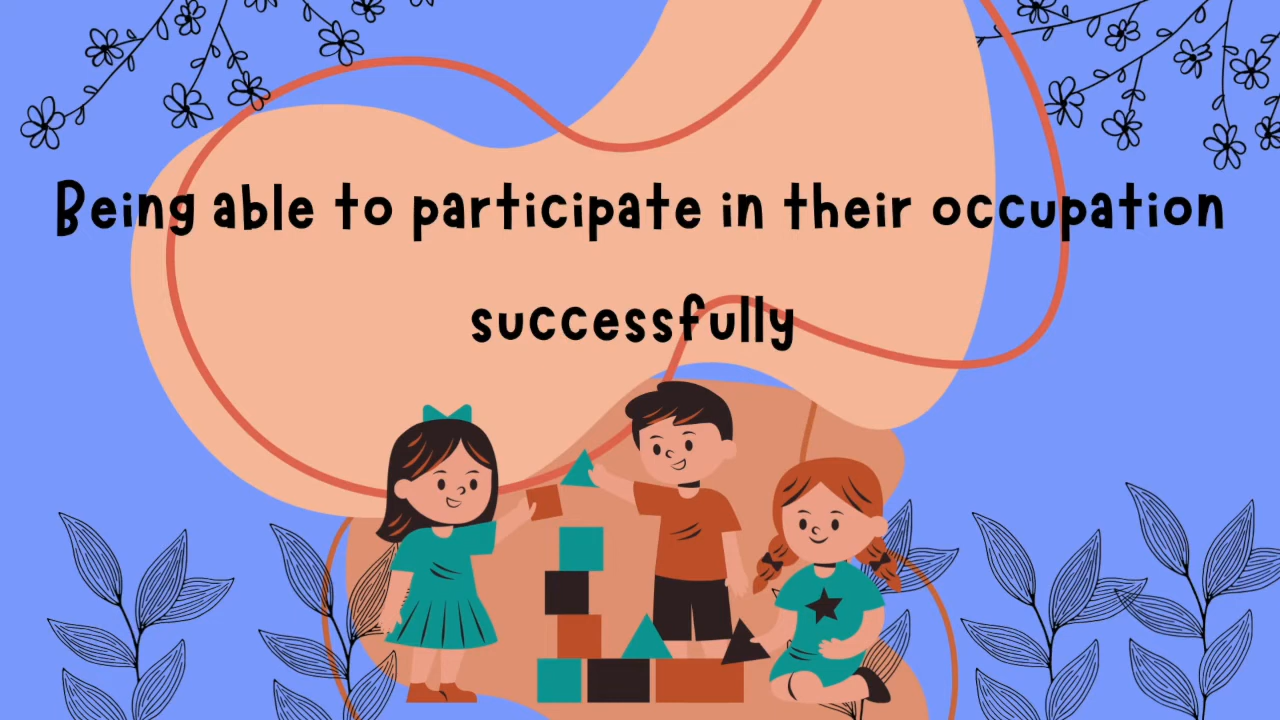 Being able to participate in their occupation
successfully